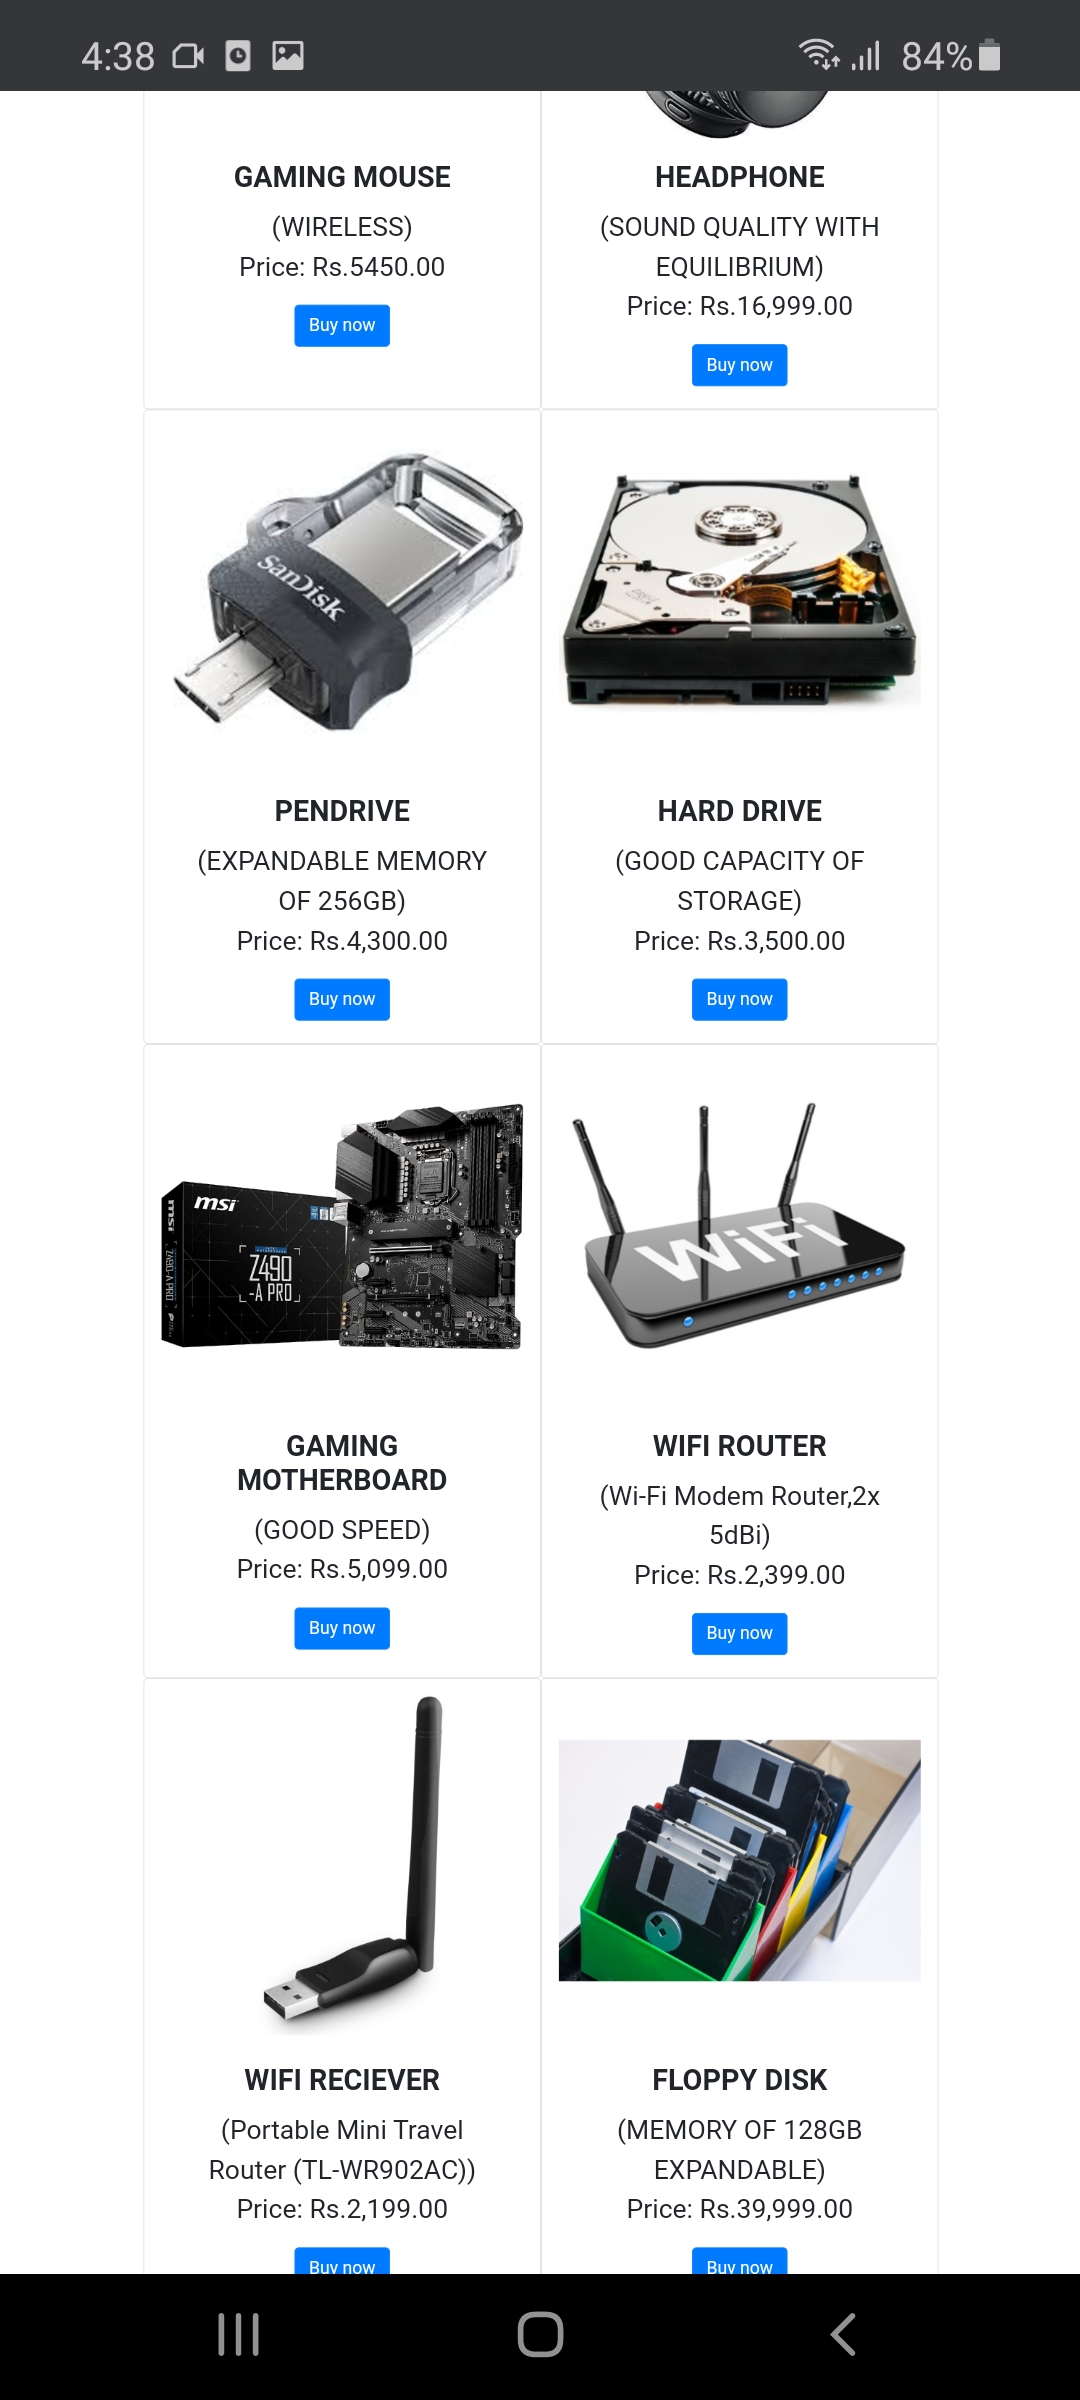 4:38
84%
GAMING MOUSE
(WIRELESS)
Price: Rs.5450.00
Buy now
HEADPHONE
(SOUND QUALITY WITH
EQUILIBRIUM)
Price: Rs.16,999.00
Buy now
SanDisk
PENDRIVE
(EXPANDABLE MEMORY
OF 256GB)
Price: Rs.4,300.00
Buy now
HARD DRIVE
(GOOD CAPACITY OF
STORAGE)
Price: Rs.3,500.00
Buy now
msi
msi
Z490-A PRO
Z490
-A PRO
GAMING
MOTHERBOARD
(GOOD SPEED)
Price: Rs.5,099.00
Buy now
WiFi
WIFI ROUTER
(Wi-Fi Modem Router,2x
5dBi)
Price: Rs.2,399.00
Buy now
WIFI RECIEVER
(Portable Mini Travel
Router (TL-WR902AC))
Price: Rs.2,199.00
Buy now
FLOPPY DISK
(MEMORY OF 128GB
EXPANDABLE)
Price: Rs.39,999.00
Buy now